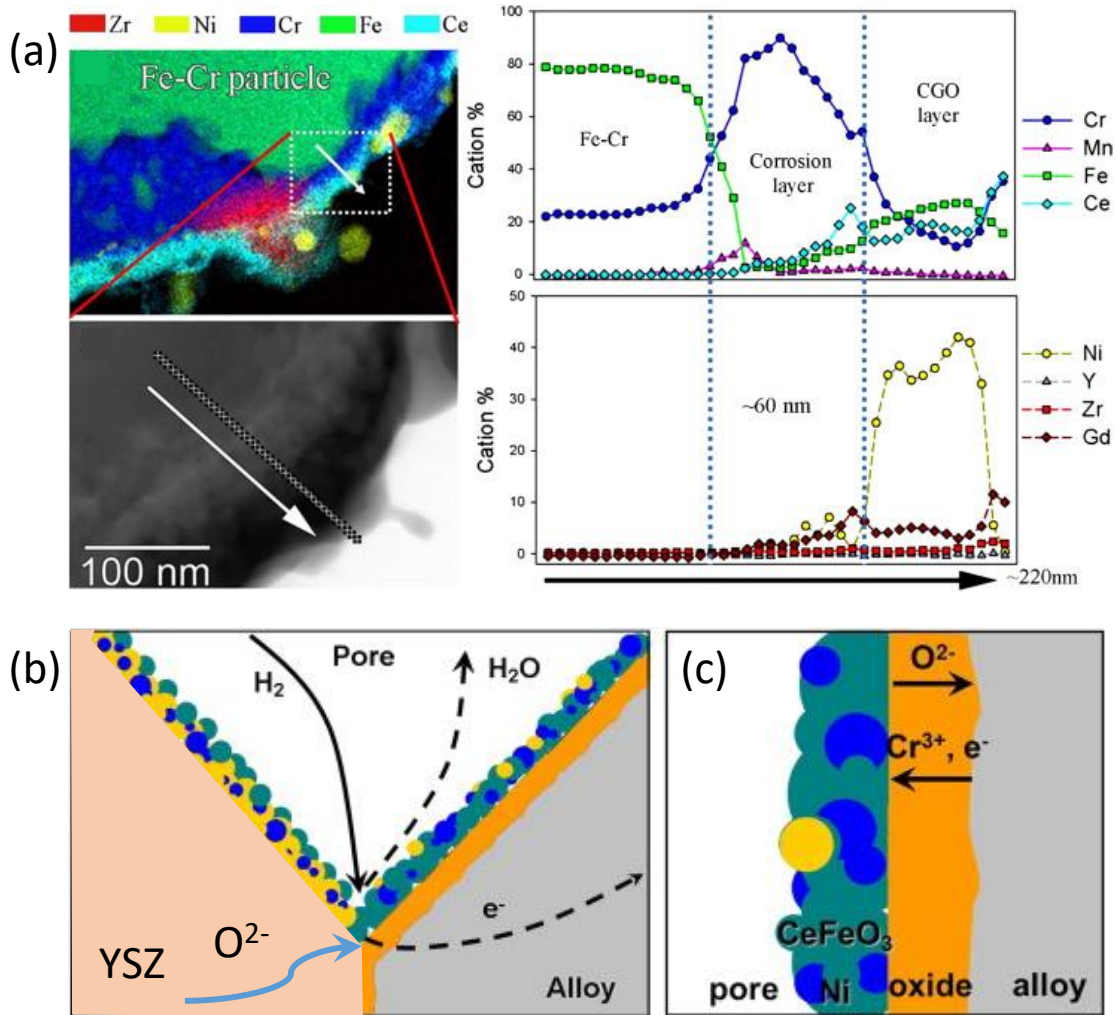 (a)
Zr Ni Cr Fe Ce
Fe-Cr particle
100 nm
100
80
60
40
20
0
Cation %
Fe-Cr
Corrosion
layer
CGO
layer
Cr
Mn
Fe
Ce
50
40
30
20
10
0
Cation %
~60 nm
Ni
Y
Zr
Gd
~220nm
(b)
Pore
H2
H2O
e-
O2-
YSZ
Alloy
(c)
O2-
Cr3+, e-
CeFeO3
pore Ni oxide alloy